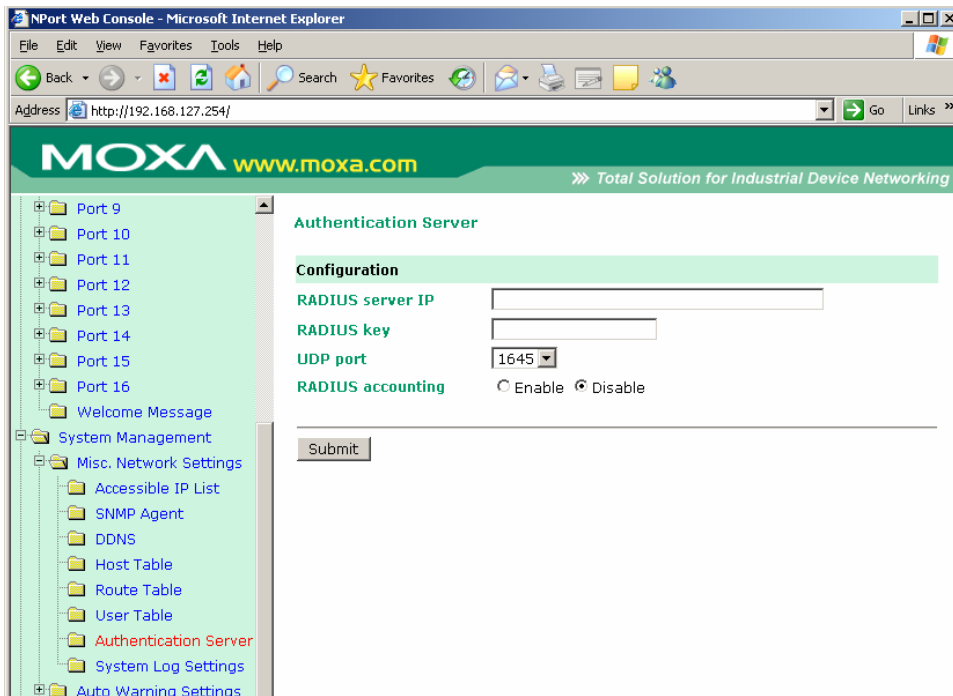 NPort Web Console - Microsoft Internet Explorer
File Edit View Favorites Tools Help
Back Search Favorites
Address http://192.168.127.254/ Go Links »
MOXA www.moxa.com
Total Solution for Industrial Device Networking
Port 9
Port 10
Port 11
Port 12
Port 13
Port 14
Port 15
Port 16
Welcome Message
System Management
Misc. Network Settings
Accessible IP List
SNMP Agent
DDNS
Host Table
Route Table
User Table
Authentication Server
System Log Settings
Auto Warning Settings
Authentication Server
Configuration
RADIUS server IP
RADIUS key
UDP port 1645
RADIUS accounting Enable Disable
Submit